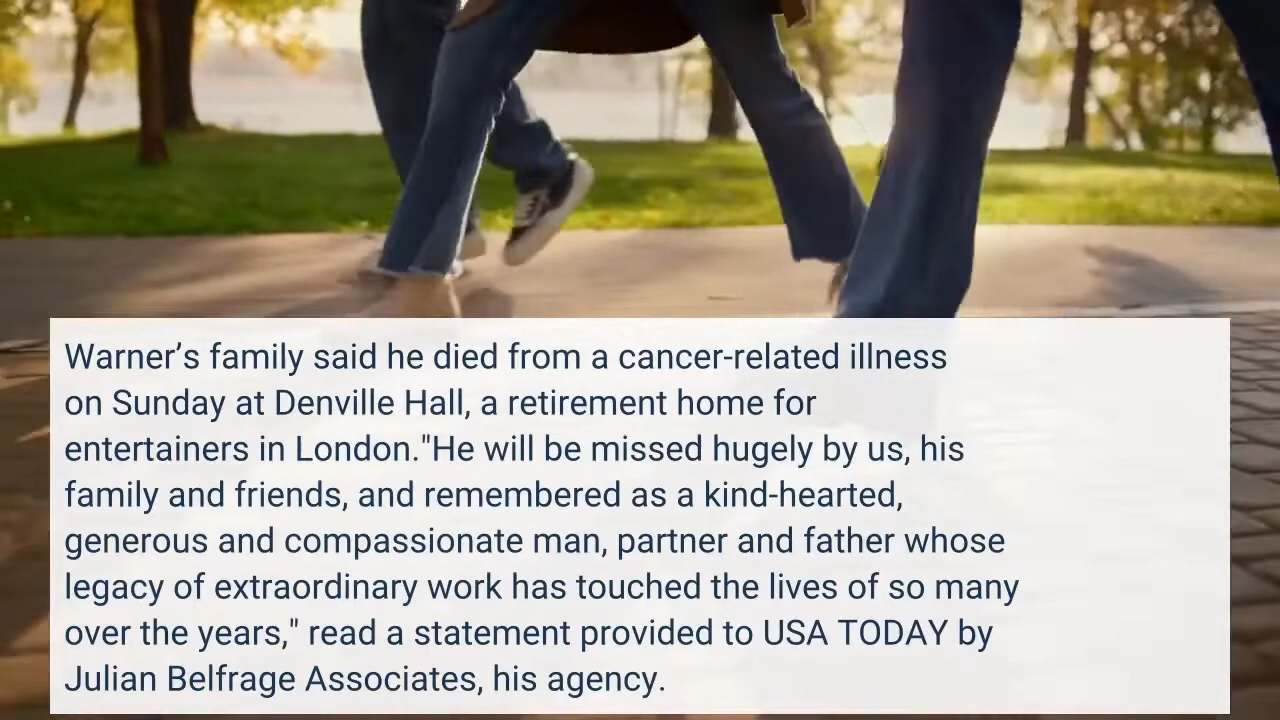 Warner’s family said he died from a cancer-related illness
on Sunday at Denville Hall, a retirement home for
entertainers in London."He will be missed hugely by us, his
family and friends, and remembered as a kind-hearted,
generous and compassionate man, partner and father whose
legacy of extraordinary work has touched the lives of so many
over the years," read a statement provided to USA TODAY by
Julian Belfrage Associates, his agency.